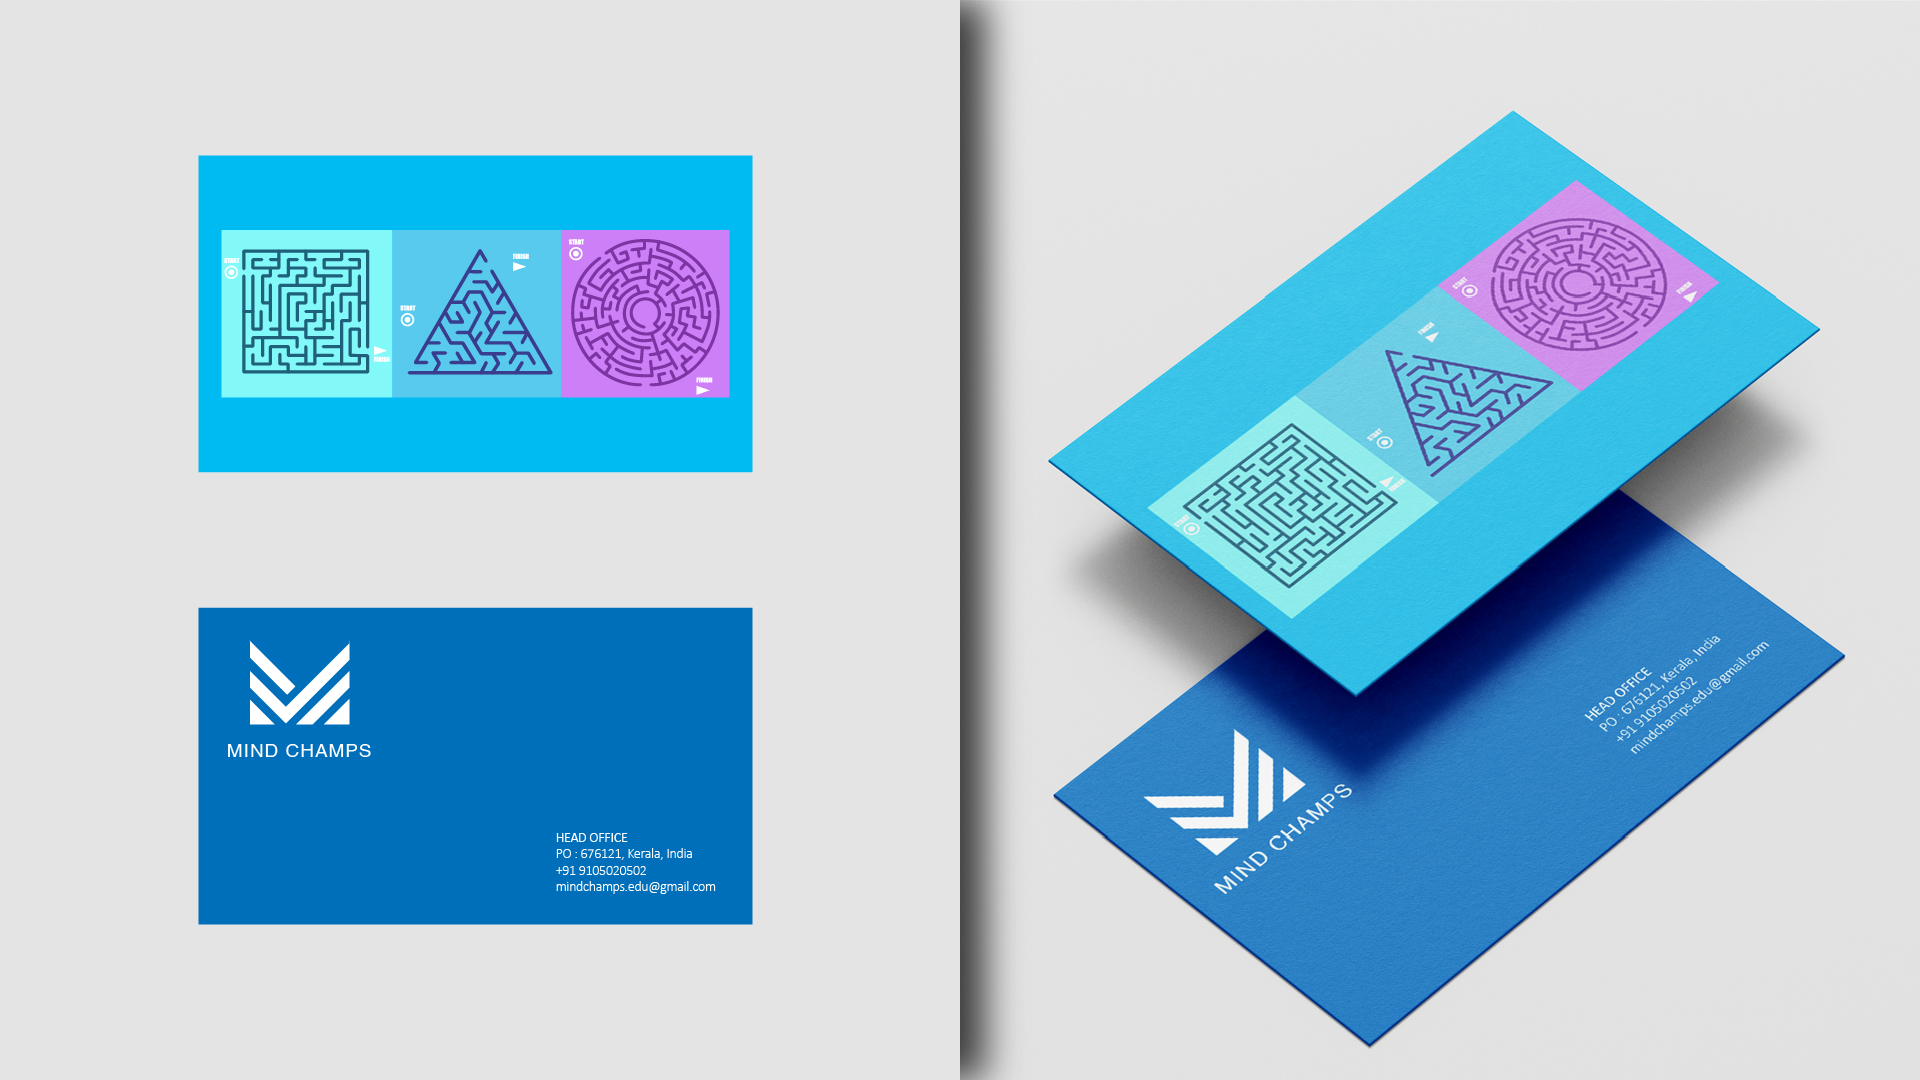 START
FINISH
START
FINISH
START
FINISH
MIND CHAMPS
HEAD OFFICE
PO : 676121, Kerala, India
+91 9105020502
mindchamps.edu@gmail.com
START
FINISH
START
FINISH
START
FINISH
MIND CHAMPS
HEAD OFFICE
PO : 676121, Kerala, India
+91 9105020502
mindchamps.edu@gmail.com